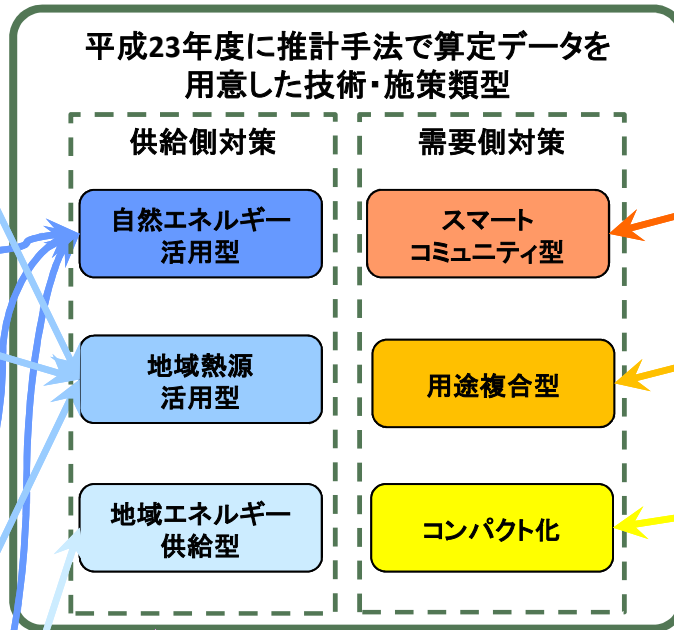 平成23年度に推計手法で算定データを
用意した技術・施策類型
供給側対策
自然エネルギー
活用型
地域熱源
活用型
地域エネルギー
供給型
需要側対策
スマート
コミュニティ型
用途複合型
コンパクト化